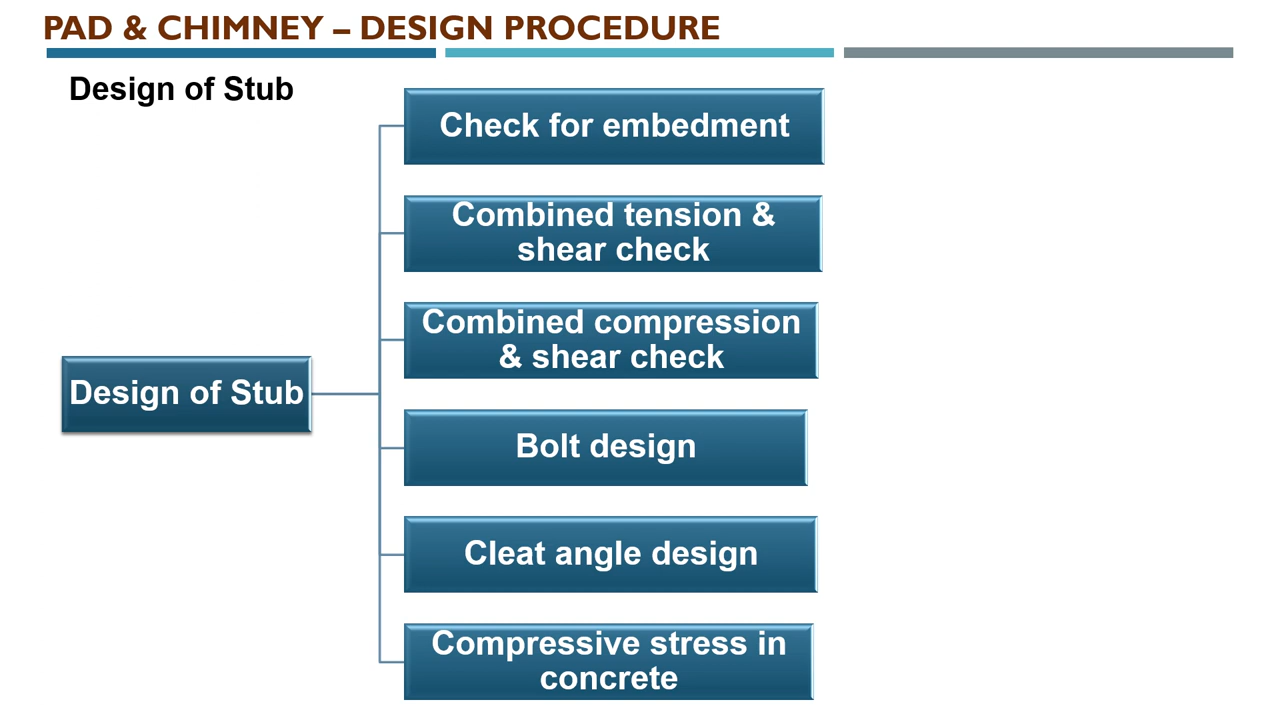 PAD & CHIMNEY – DESIGN PROCEDURE
Design of Stub
Check for embedment
Combined tension &
shear check
Combined compression
& shear check
Design of Stub
Bolt design
Cleat angle design
Compressive stress in
concrete